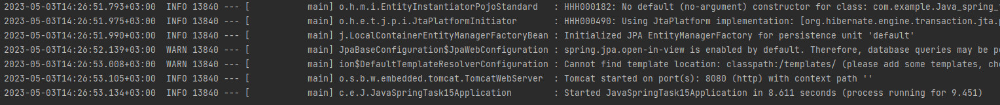 2023-05-03T14:26:51.793+03:00  INFO 13840 --- [           main] o.h.m.i.EntityInstantiatorPojoStandard   : HHH000182: No default (no-argument) constructor for class: com.example.Java_spring_
2023-05-03T14:26:51.975+03:00  INFO 13840 --- [           main] o.h.e.t.j.p.i.JtaPlatformInitiator       : HHH000490: Using JtaPlatform implementation: [org.hibernate.engine.transaction.jta.
2023-05-03T14:26:51.990+03:00  INFO 13840 --- [           main] j.LocalContainerEntityManagerFactoryBean : Initialized JPA EntityManagerFactory for persistence unit 'default'
2023-05-03T14:26:52.139+03:00  WARN 13840 --- [           main] JpaBaseConfiguration$JpaWebConfiguration : spring.jpa.open-in-view is enabled by default. Therefore, database queries may be
2023-05-03T14:26:53.008+03:00  WARN 13840 --- [           main] ion$DefaultTemplateResolverConfiguration : Cannot find template location: classpath:/templates/ (please add some templates,
2023-05-03T14:26:53.105+03:00  INFO 13840 --- [           main] o.s.b.w.embedded.tomcat.TomcatWebServer  : Tomcat started on port(s): 8080 (http) with context path ''
2023-05-03T14:26:53.134+03:00  INFO 13840 --- [           main] c.e.J.JavaSpringTask15Application        : Started JavaSpringTask15Application in 8.611 seconds (process running for 9.451)